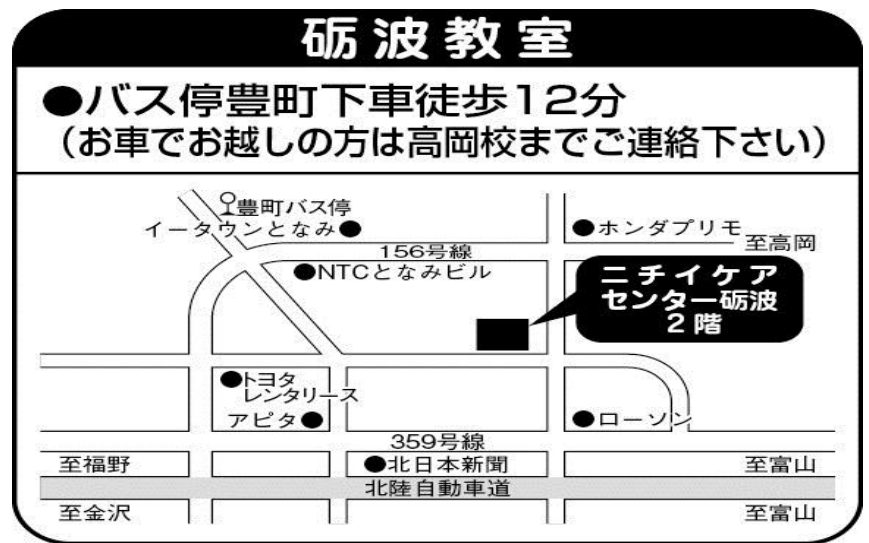 砺波教室
●バス停豊町下車徒歩12分
(お車でお越しの方は高岡校までご連絡下さい)
豊町バス停
イータウンとなみ
ホンダプリモ
至高岡
156号線
NTCとなみビル
ニチイケア
センター砺波
2階
トヨタ
レンタリース
アピタ
ローソン
359号線
至福野
北日本新聞
至富山
北陸自動車道
至金沢
至富山